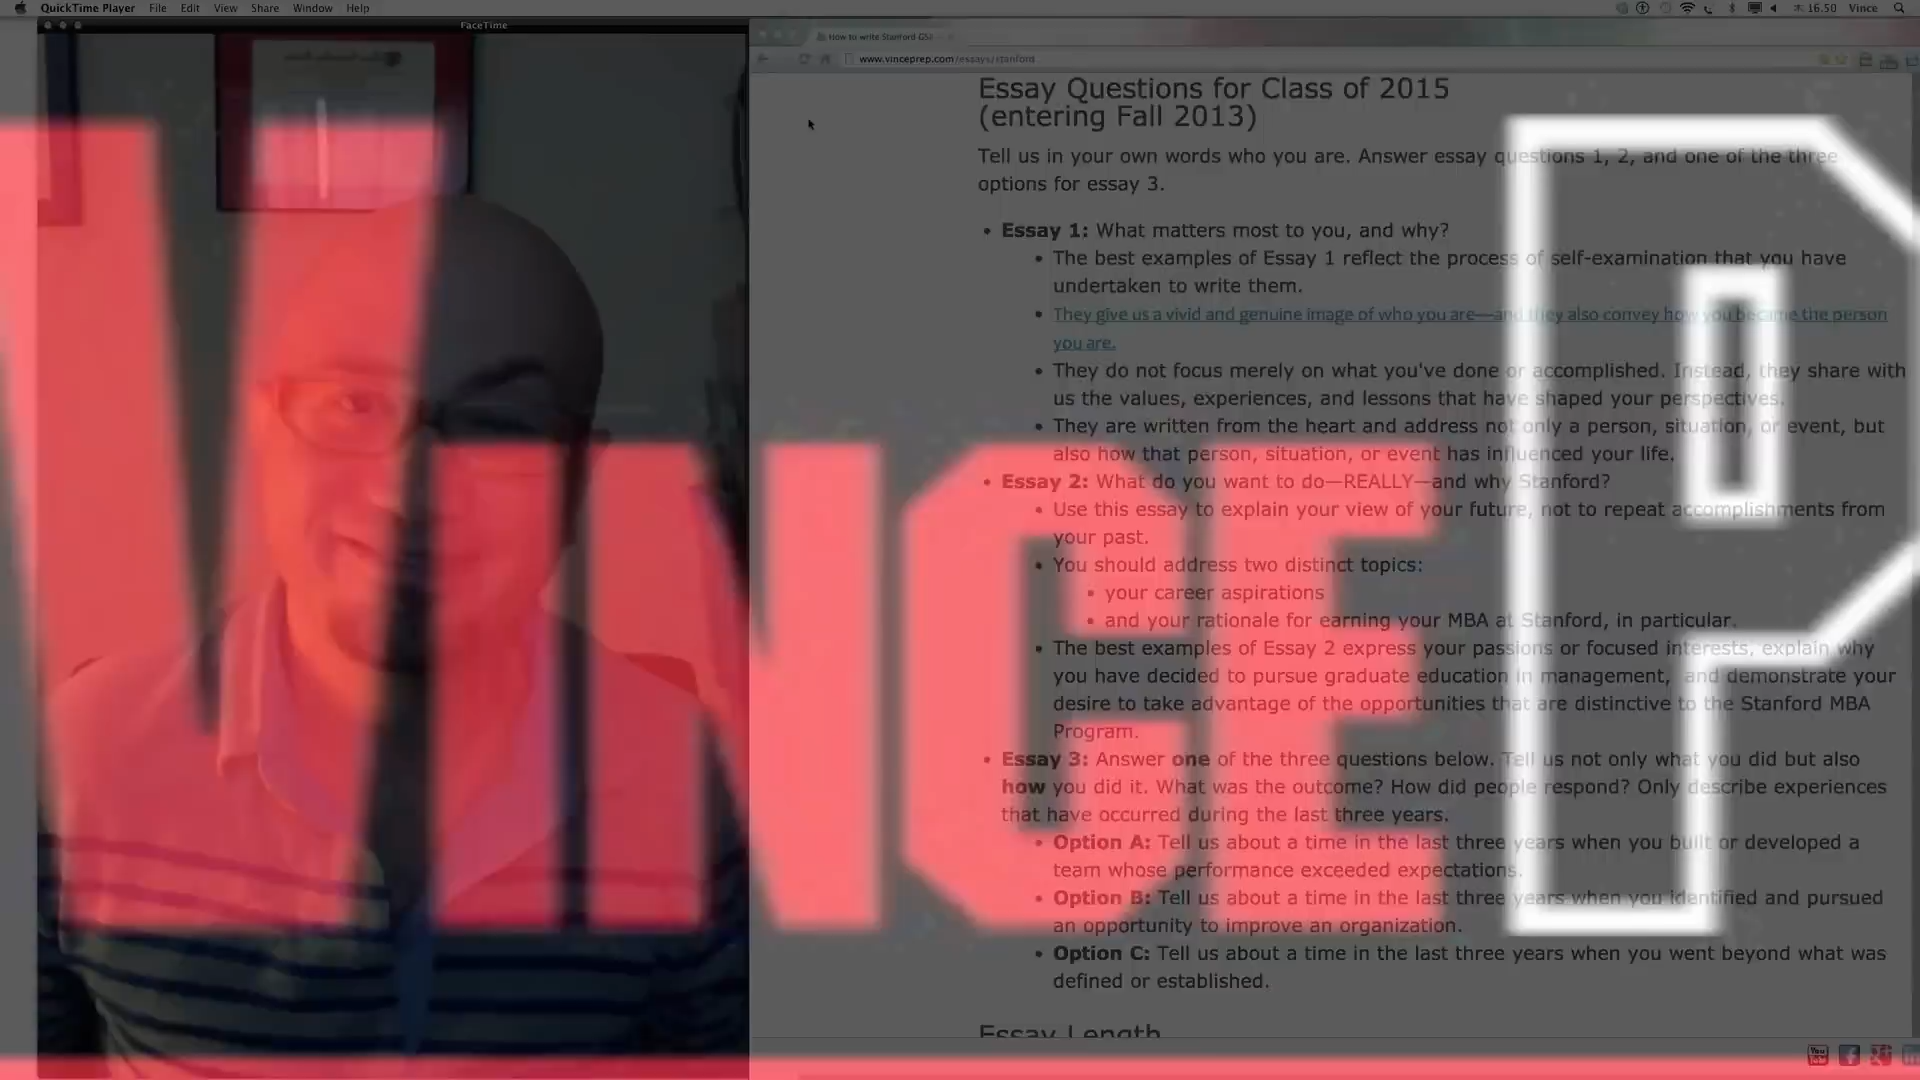 QuickTime Player File Edit View Share Window Help
16.50 Vince
FaceTime
How to write Stanford GSB
www.vinceprep.com/essays/stanford
Essay Questions for Class of 2015
(entering Fall 2013)
Tell us in your own words who you are. Answer essay questions 1, 2, and one of the three
options for essay 3.
• Essay 1: What matters most to you, and why?
• The best examples of Essay 1 reflect the process of self-examination that you have
undertaken to write them.
• They give us a vivid and genuine image of who you are—and they also convey how you became the person
you are.
• They do not focus merely on what you've done or accomplished. Instead, they share with
us the values, experiences, and lessons that have shaped your perspectives.
• They are written from the heart and address not only a person, situation, or event, but
also how that person, situation, or event has influenced your life.
• Essay 2: What do you want to do—REALLY—and why Stanford?
• Use this essay to explain your view of your future, not to repeat accomplishments from
your past.
• You should address two distinct topics:
• your career aspirations
• and your rationale for earning your MBA at Stanford, in particular.
• The best examples of Essay 2 express your passions or focused interests, explain why
you have decided to pursue graduate education in management, and demonstrate your
desire to take advantage of the opportunities that are distinctive to the Stanford MBA
Program.
• Essay 3: Answer one of the three questions below. Tell us not only what you did but also
how you did it. What was the outcome? How did people respond? Only describe experiences
that have occurred during the last three years.
• Option A: Tell us about a time in the last three years when you built or developed a
team whose performance exceeded expectations.
• Option B: Tell us about a time in the last three years when you identified and pursued
an opportunity to improve an organization.
• Option C: Tell us about a time in the last three years when you went beyond what was
defined or established.
Essay Length
VINCE P
You